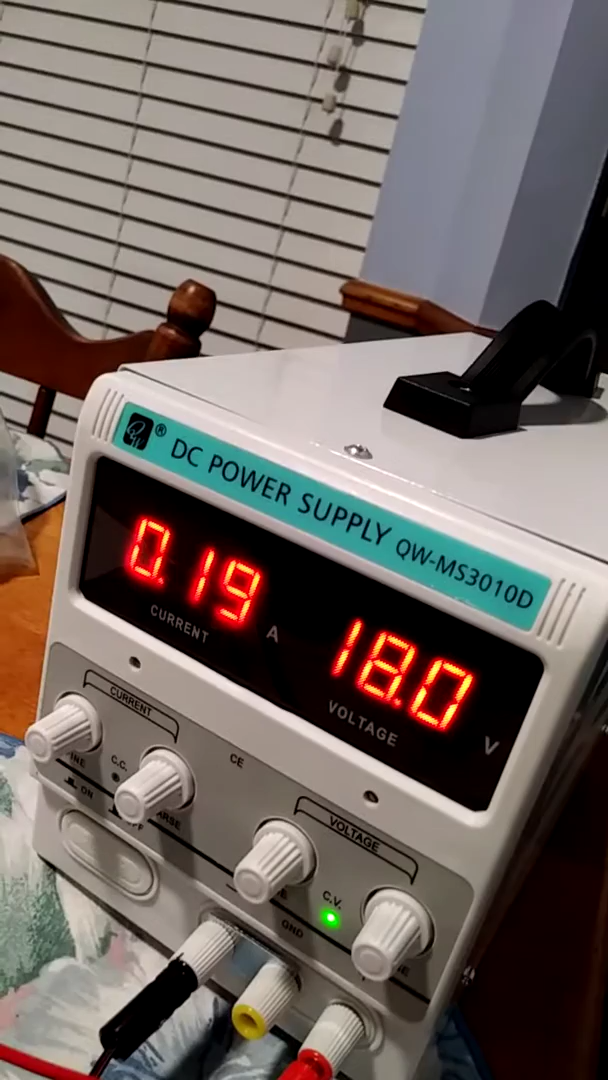 ® DC POWER SUPPLY QW-MS3010D
0.19 A
CURRENT
18.0 V
VOLTAGE
CURRENT
C.C.
ON
CE
VOLTAGE
C.V.
GND